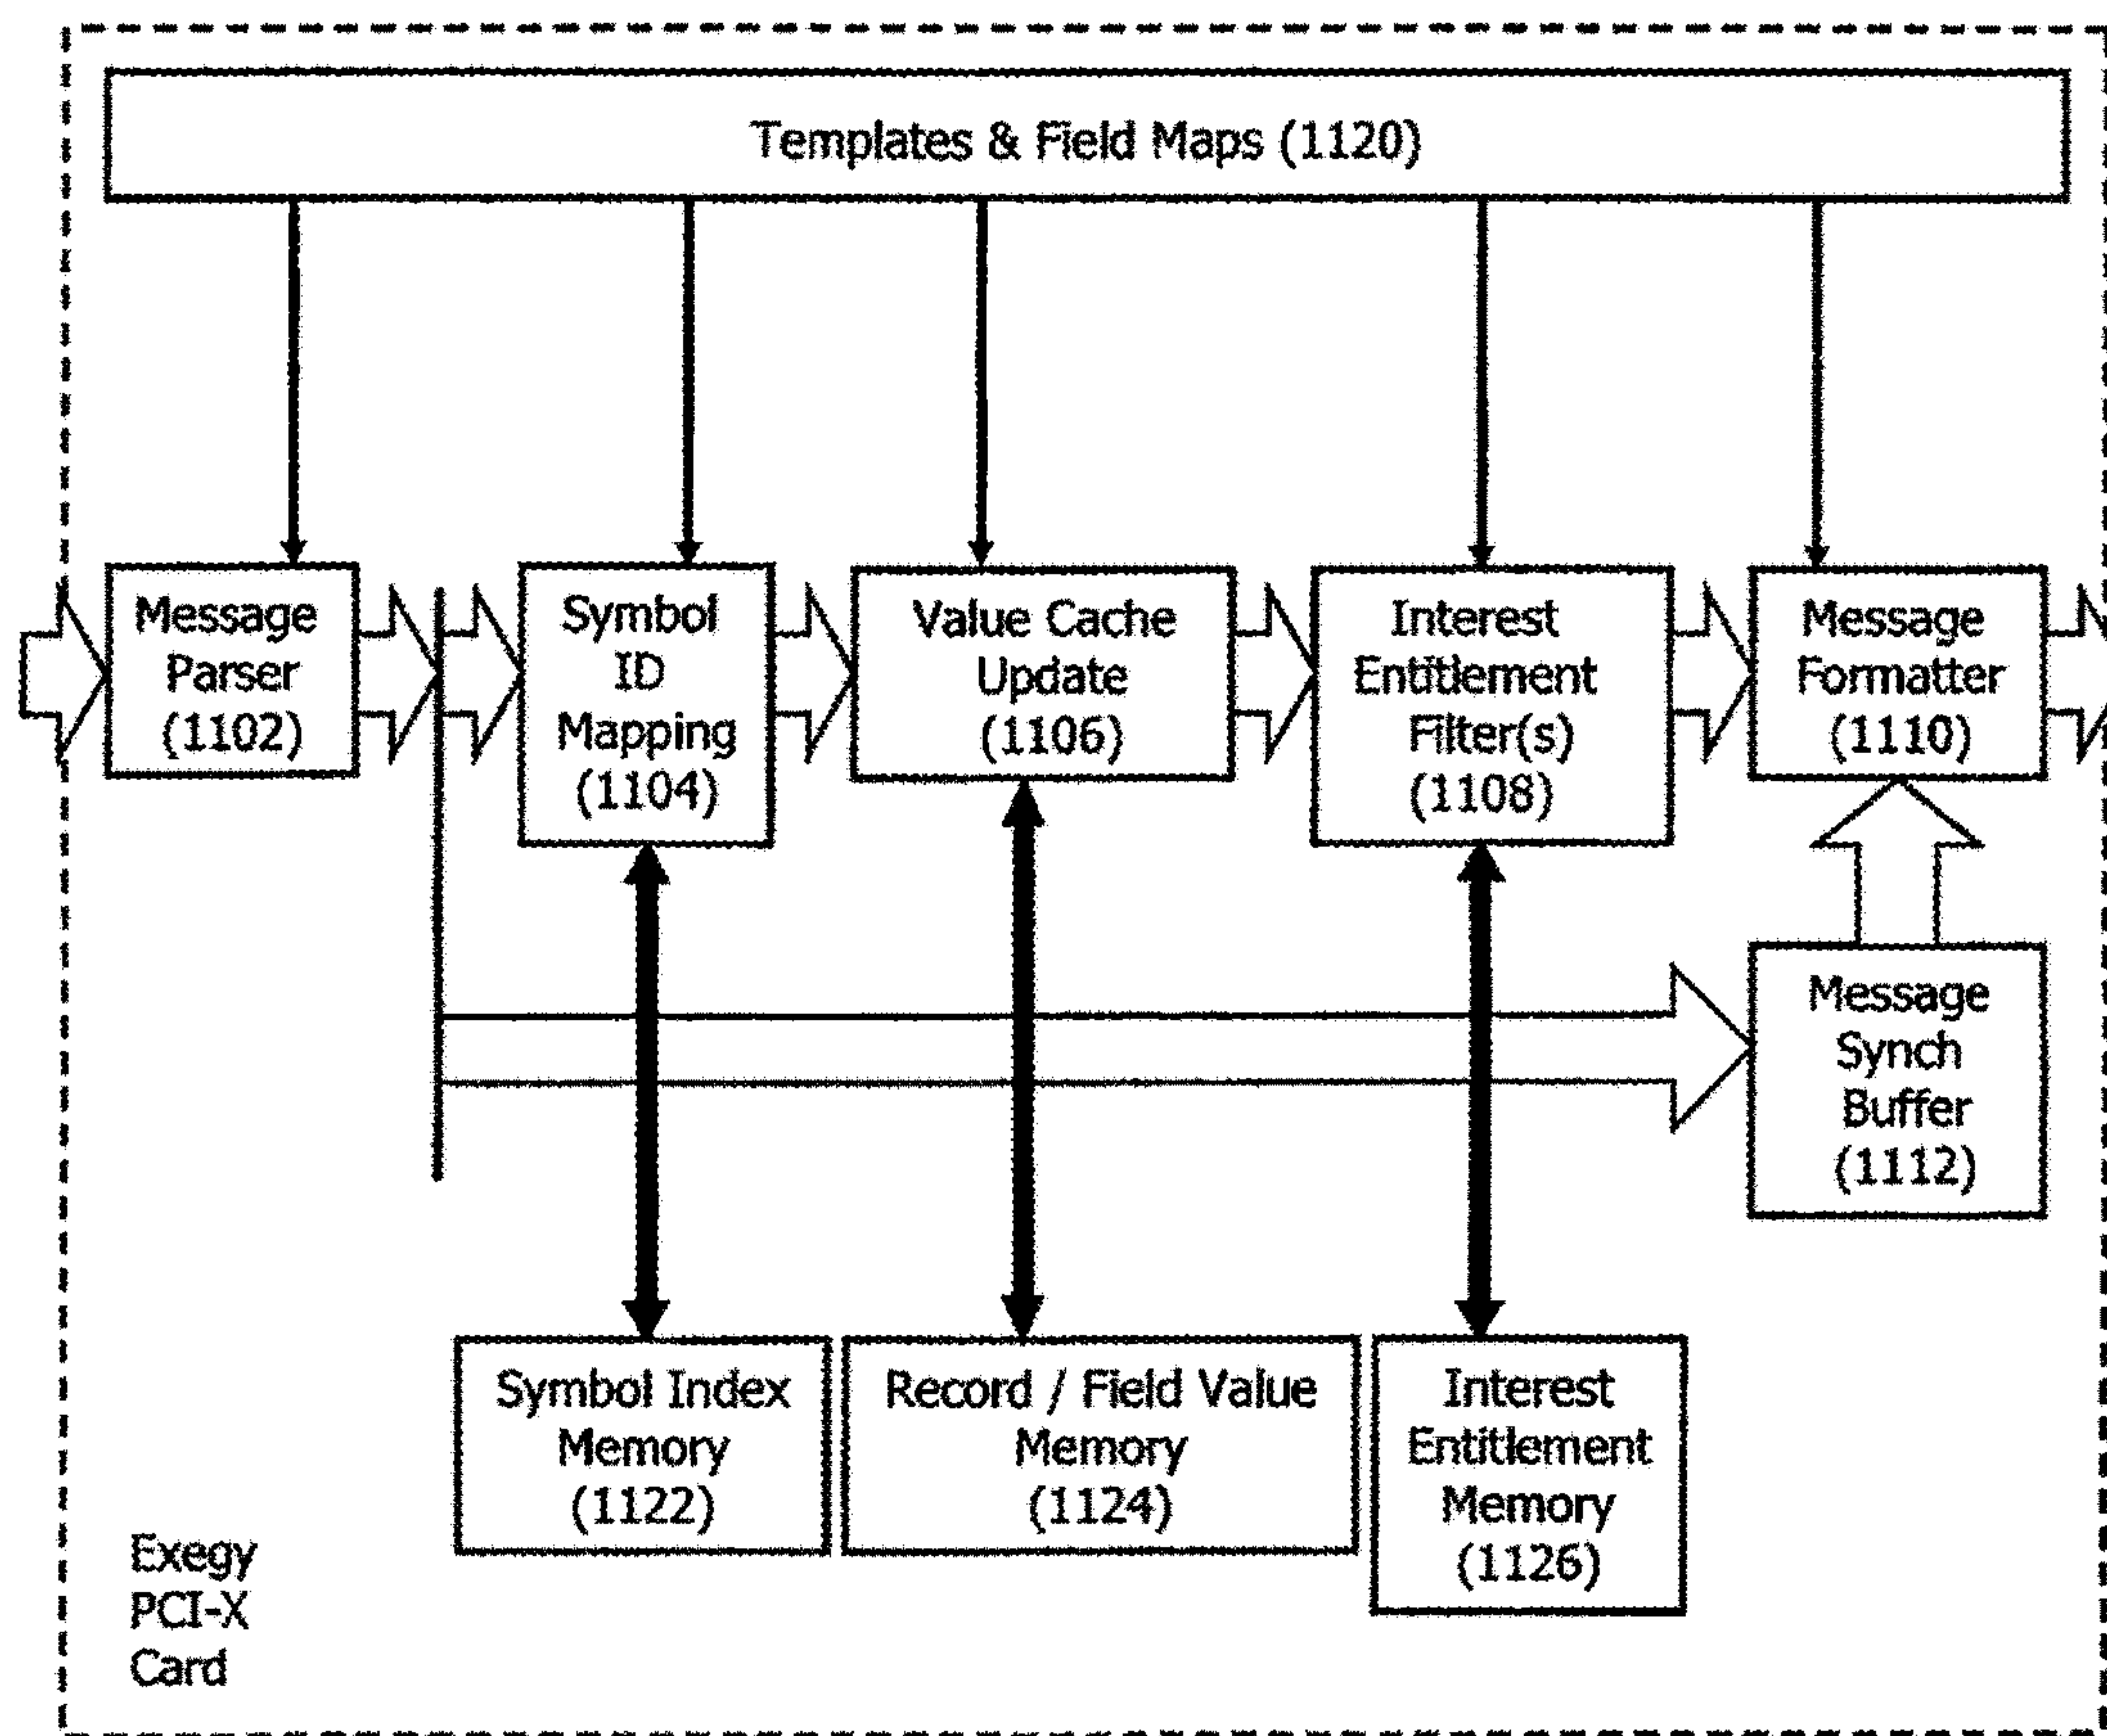 Templates & Field Maps (1120)
Message
Parser
(1102)
Symbol
ID
Mapping
(1104)
Value Cache
Update
(1106)
Interest
Entitlement
Filter(s)
(1108)
Message
Formatter
(1110)
Message
Synch
Buffer
(1112)
Symbol Index
Memory
(1122)
Record / Field Value
Memory
(1124)
Interest
Entitlement
Memory
(1126)
Exegy
PCI-X
Card